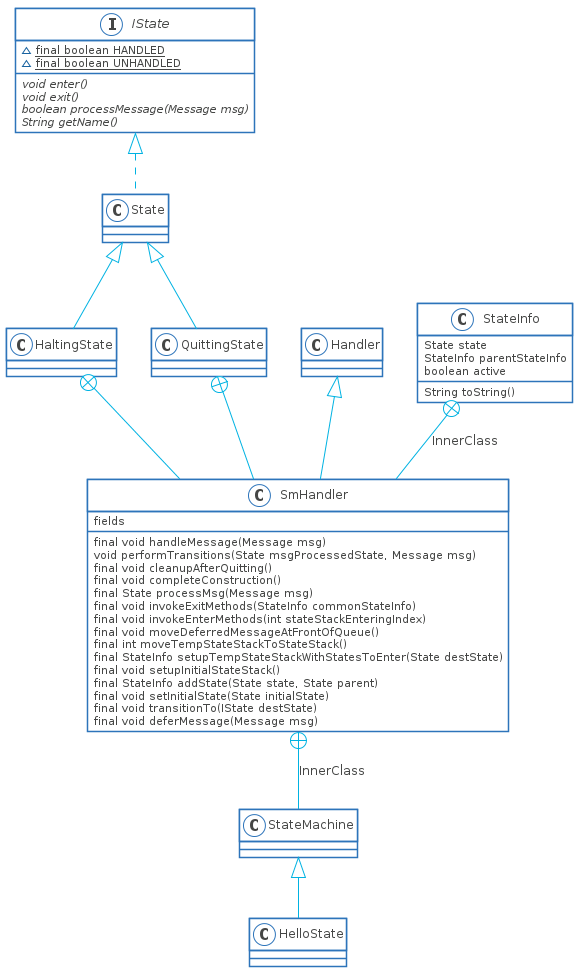 I IState
final boolean HANDLED
final boolean UNHANDLED
void enter()
void exit()
boolean processMessage(Message msg)
String getName()
C State
C HaltingState
C QuittingState
C Handler
C StateInfo
State state
StateInfo parentStateInfo
boolean active
String toString()
InnerClass
C SmHandler
fields
final void handleMessage(Message msg)
void performTransitions(State msgProcessedState, Message msg)
final void cleanupAfterQuitting()
final void completeConstruction()
final State processMsg(Message msg)
final void invokeExitMethods(StateInfo commonStateInfo)
final void invokeEnterMethods(int stateStackEnteringIndex)
final void moveDeferredMessageAtFrontOfQueue()
final int moveTempStateStackToStateStack()
final StateInfo setupTempStateStackWithStatesToEnter(State destState)
final void setupInitialStateStack()
final StateInfo addState(State state, State parent)
final void setInitialState(State initialState)
final void transitionTo(IState destState)
final void deferMessage(Message msg)
InnerClass
C StateMachine
C HelloState